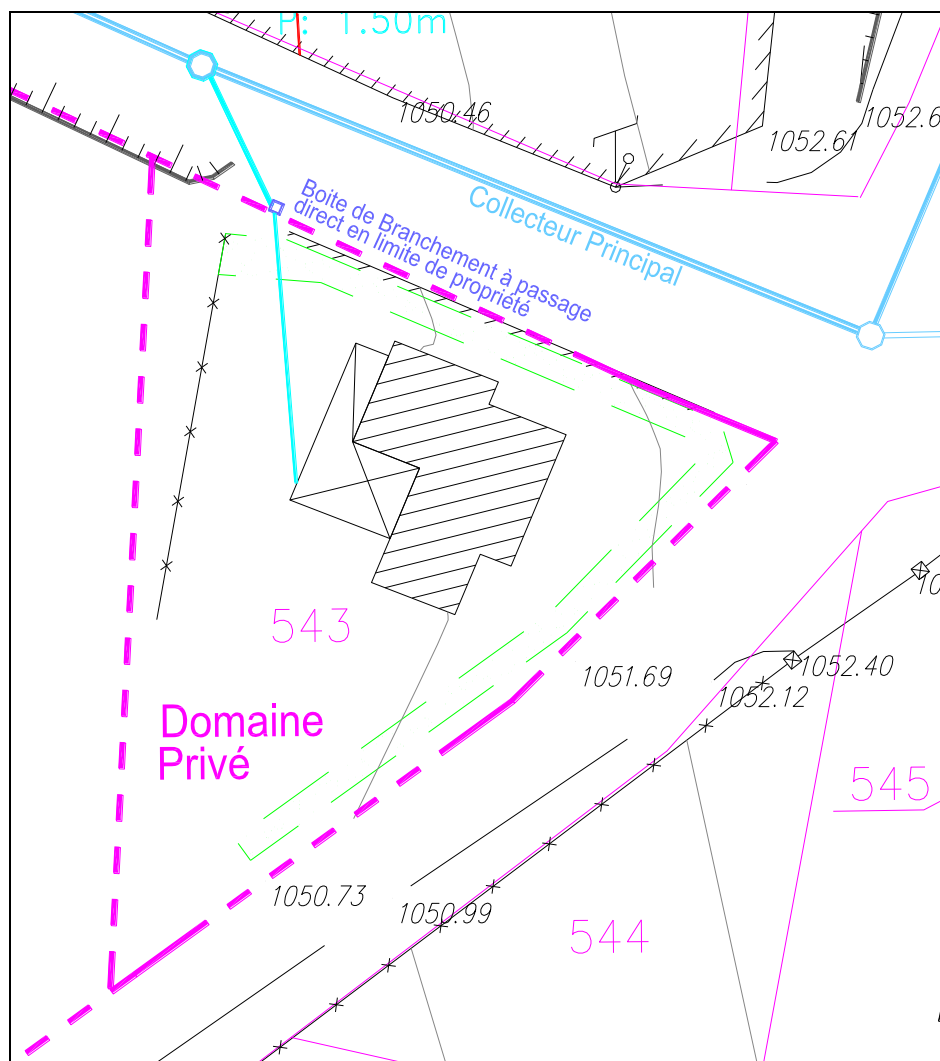 P: 1.50m
1050.46
1052.61
1052.6
Boite de Branchement à passage
direct en limite de propriété
Collecteur Principal
543
1051.69
1052.40
1052.12
10
Domaine
Privé
545
1050.73
1050.99
544